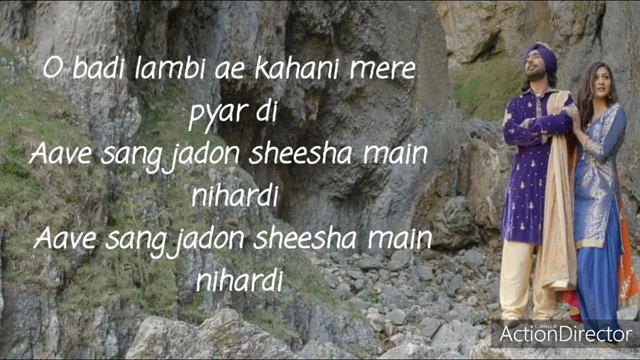 O badi lambi ae kahani mere
pyar di
Aave sang jadon sheesha main
nihardi
Aave sang jadon sheesha main
nihardi
ActionDirector